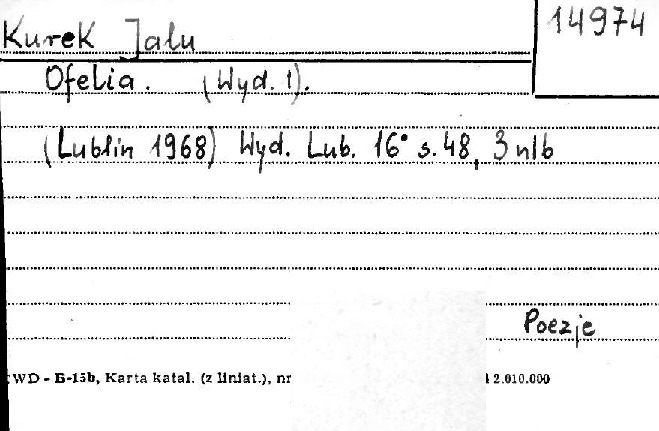 14974
Kurek Jalu
Ofelia. (Wyd. 1).
(Lublin 1968) Wyd. Lub. 16° s. 48, 3 nlb
Poezje
WD - B-15b, Karta katal. (z liniat.), nr
2.010.000